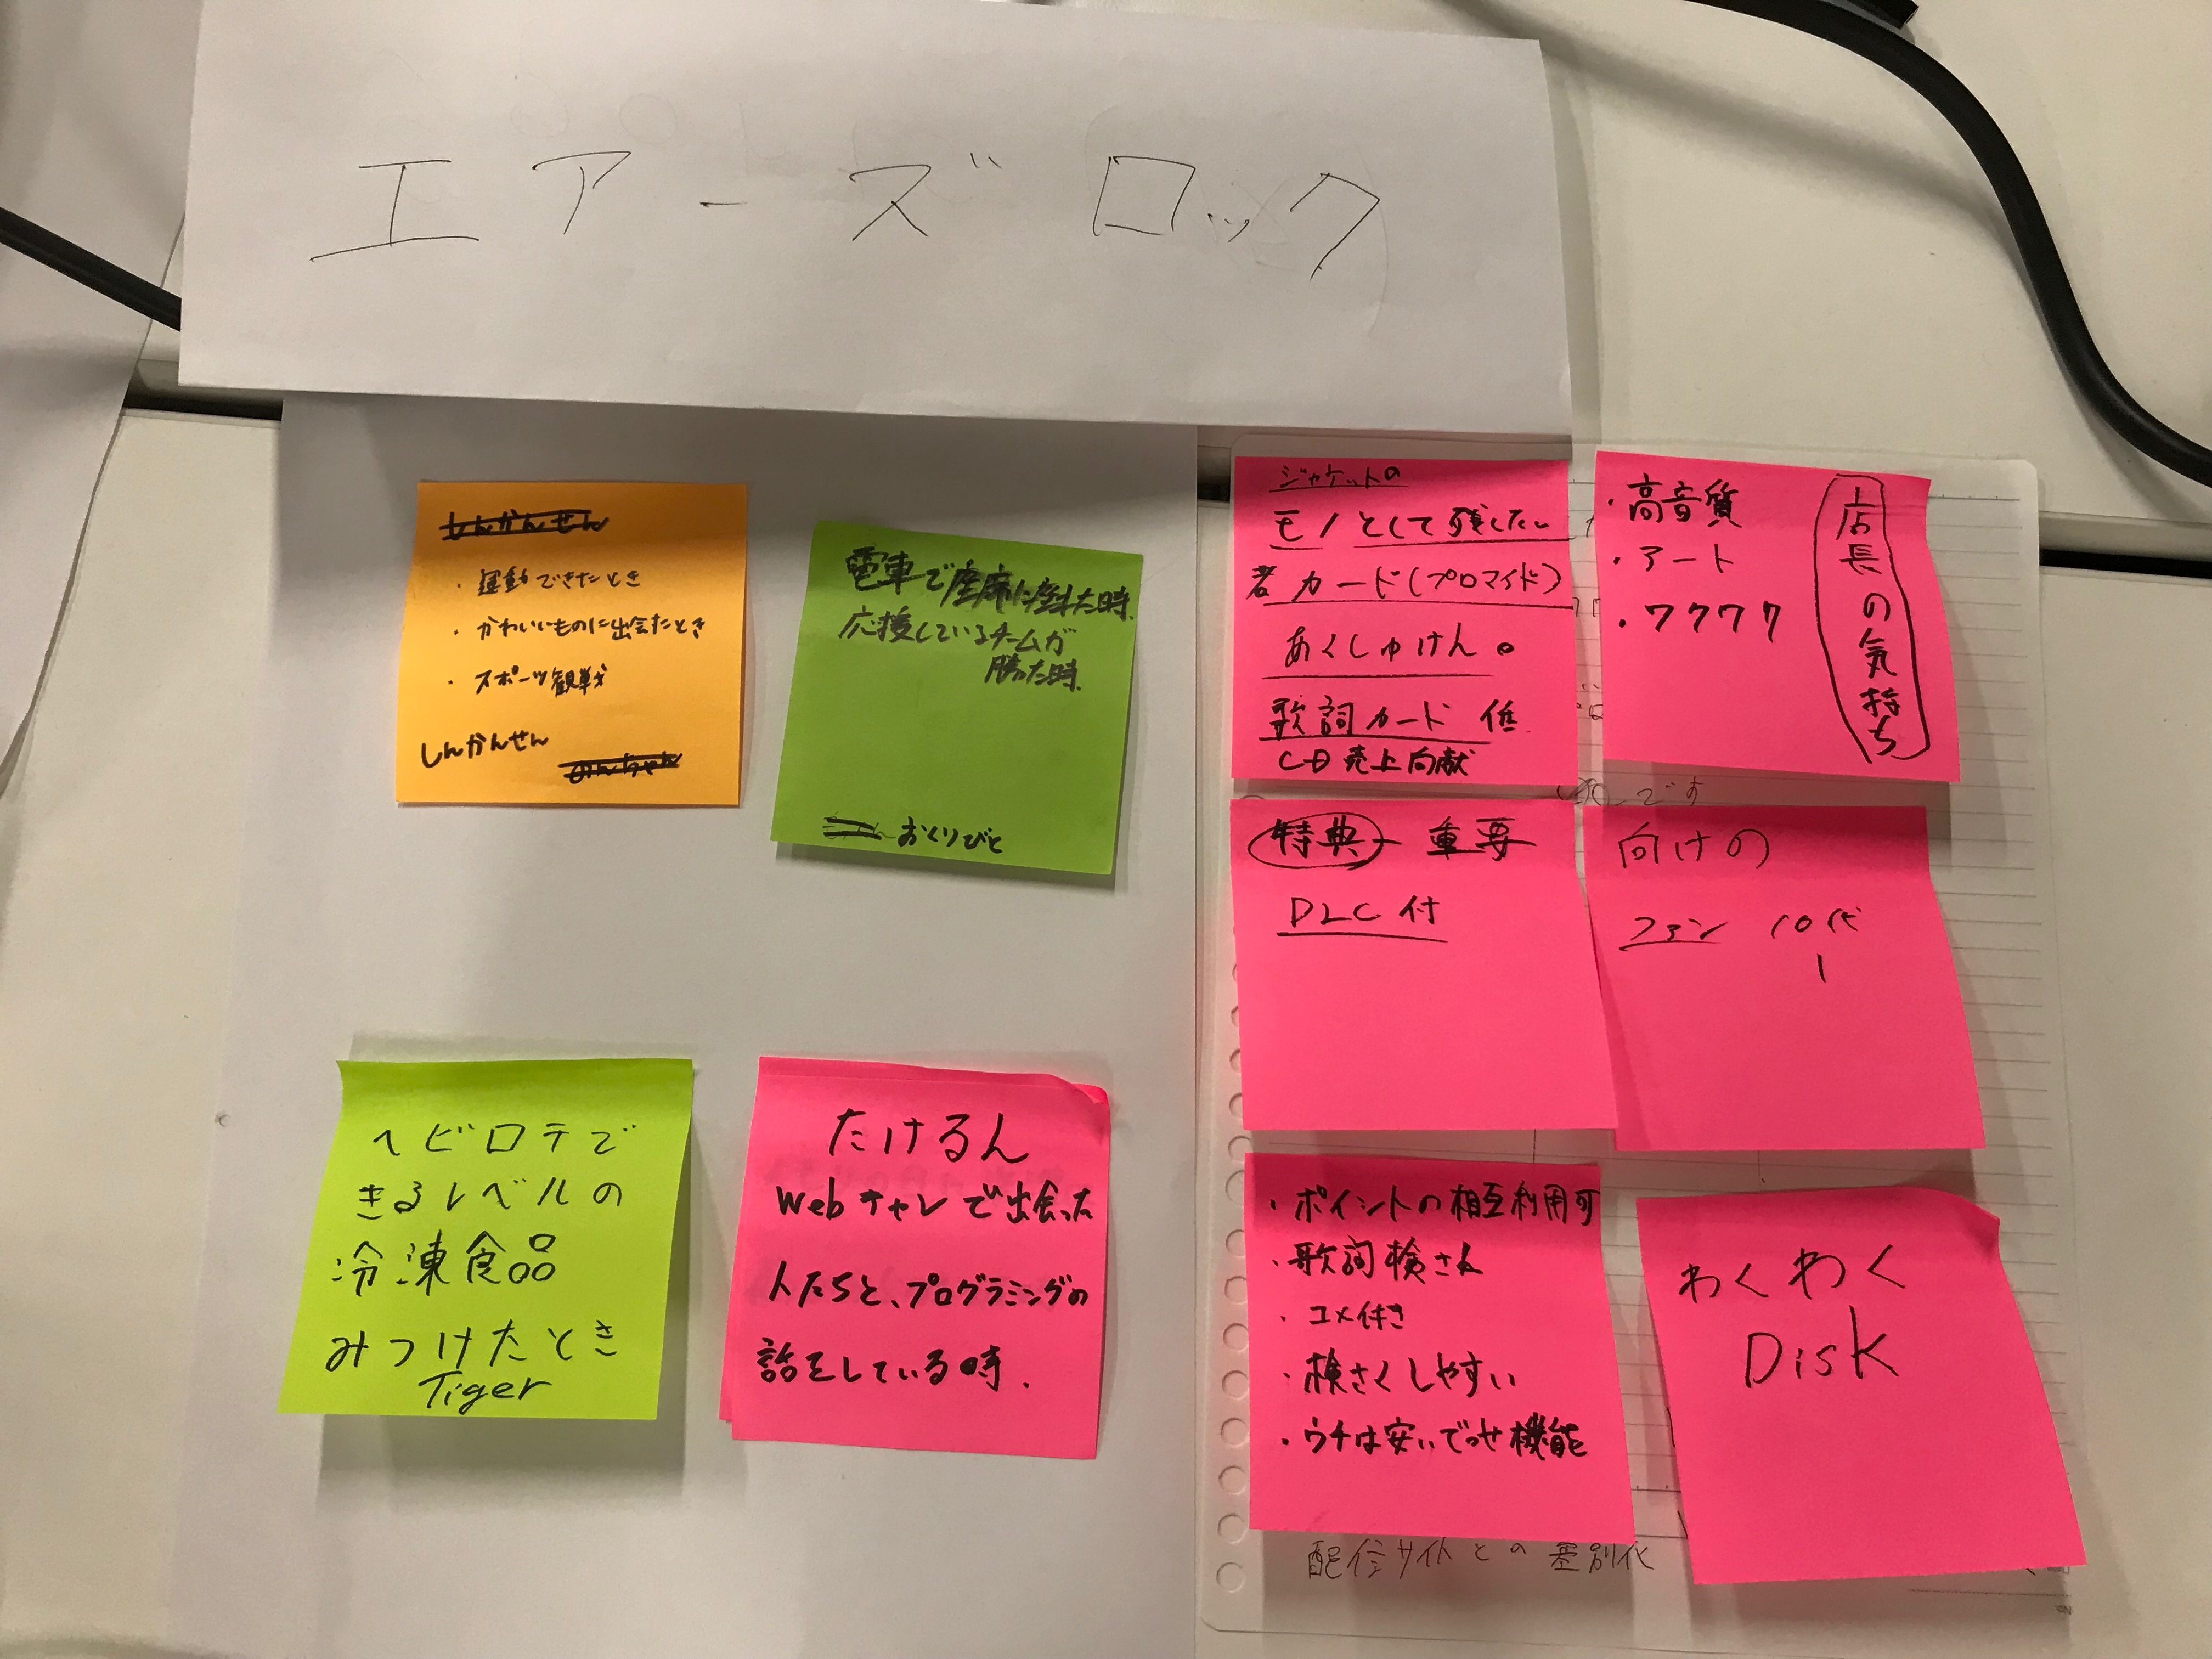 エアーズロック
しんかんせん
・運動できたとき
・かわいいものに出会たとき
・スポーツ観戦
しんかんせん
電車で座席に座れた時.
応援しているチームが
勝った時.
おくりびと
ヘビロテで
きるレベルの
冷凍食品
みつけたとき
Tiger
たけるん
Webチャレで出会った
人たちと、プログラミングの
話をしている時.
ジャケットの
モノとして残したい
カード(プロマイド)
あくしゅけん。
歌詞カード
CD売上向献
・高音質
・アート
・ワクワク
店長の気持ち
特典 重要
DLC付
向けの
ファン 10代
・ポイントの相互利用可
・歌詞検さく
・コメ付き
・検さくしやすい
・ウチは安いでっせ機能
わくわく
Disk
です
配信サイトとの差別化